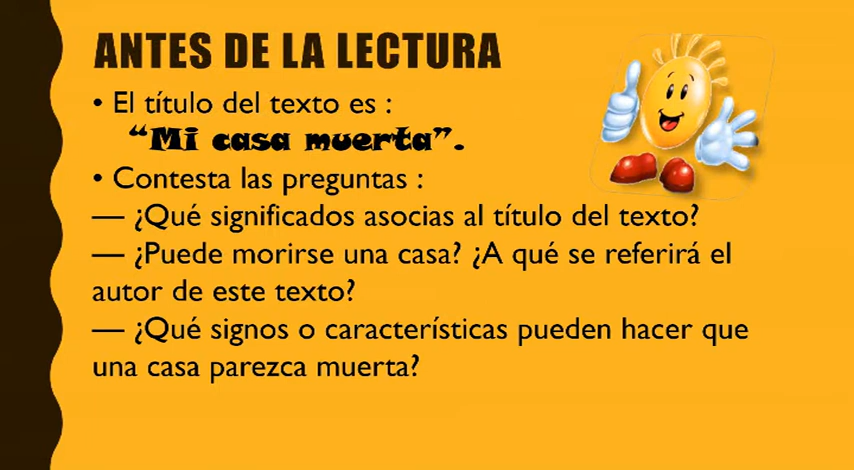 ANTES DE LA LECTURA
• El título del texto es :
“Mi casa muerta”.
• Contesta las preguntas :
— ¿Qué significados asocias al título del texto?
— ¿Puede morirse una casa? ¿A qué se referirá el
autor de este texto?
— ¿Qué signos o características pueden hacer que
una casa parezca muerta?